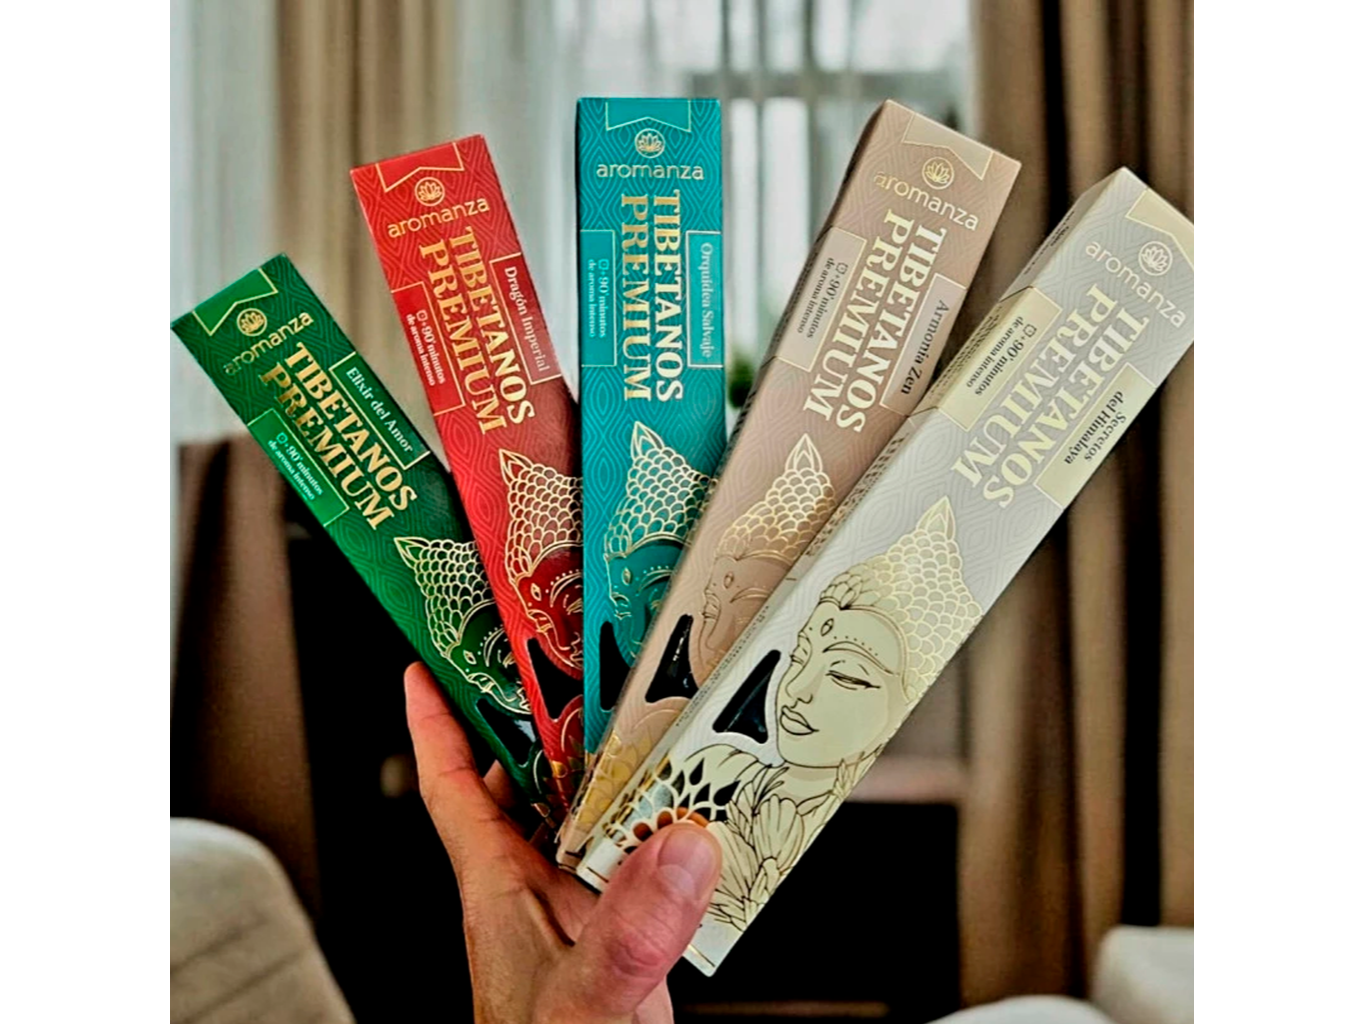 aromanza
TIBETANOS
PREMIUM
Elixir del Amor
+90' minutos
de aroma intenso
aromanza
TIBETANOS
PREMIUM
Dragón Imperial
+90' minutos
de aroma intenso
aromanza
TIBETANOS
PREMIUM
Orquídea Salvaje
+90' minutos
de aroma intenso
aromanza
TIBETANOS
PREMIUM
Armonía Zen
+90' minutos
de aroma intenso
aromanza
TIBETANOS
PREMIUM
Secretos
del Himalaya
+90' minutos
de aroma intenso